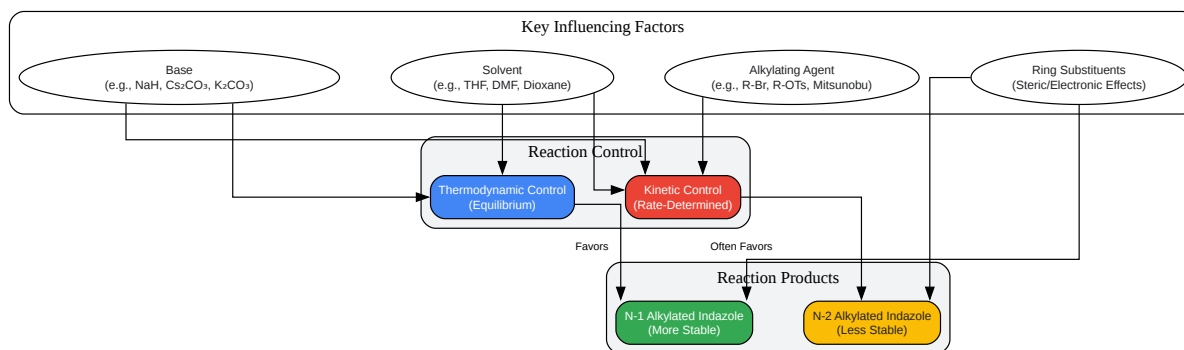 Key Influencing Factors
Base
(e.g., NaH, Cs₂CO₃, K₂CO₃)
Solvent
(e.g., THF, DMF, Dioxane)
Alkylating Agent
(e.g., R-Br, R-OTs, Mitsunobu)
Ring Substituents
(Steric/Electronic Effects)
Reaction Control
Thermodynamic Control
(Equilibrium)
Kinetic Control
(Rate-Determined)
Favors
Often Favors
Reaction Products
N-1 Alkylated Indazole
(More Stable)
N-2 Alkylated Indazole
(Less Stable)